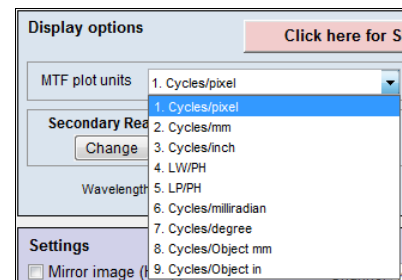 Display options
Click here for S
MTF plot units 1. Cycles/pixel
1. Cycles/pixel
Secondary Rea 2. Cycles/mm
Change 3. Cycles/inch
4. LW/PH
5. LP/PH
Wavelength 6. Cycles/milliradian
7. Cycles/degree
Settings 8. Cycles/Object mm
Mirror image (H 9. Cycles/Object in